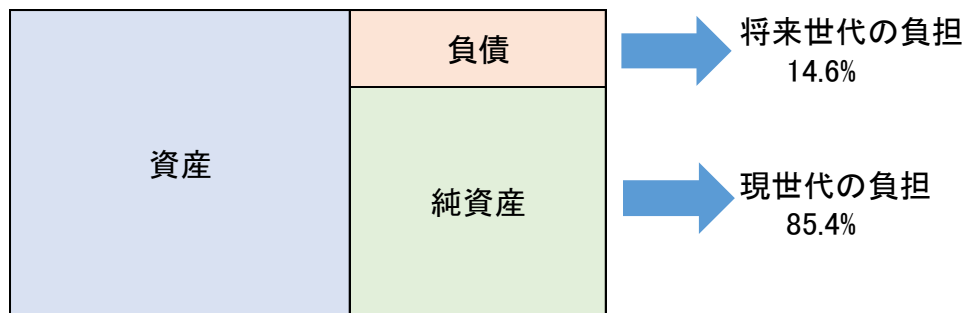 負債
将来世代の負担
14.6%
資産
純資産
現世代の負担
85.4%